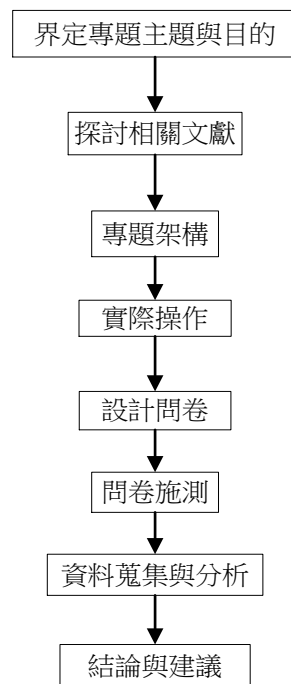 界定專題主題與目的
探討相關文獻
專題架構
實際操作
設計問卷
問卷施測
資料蒐集與分析
結論與建議